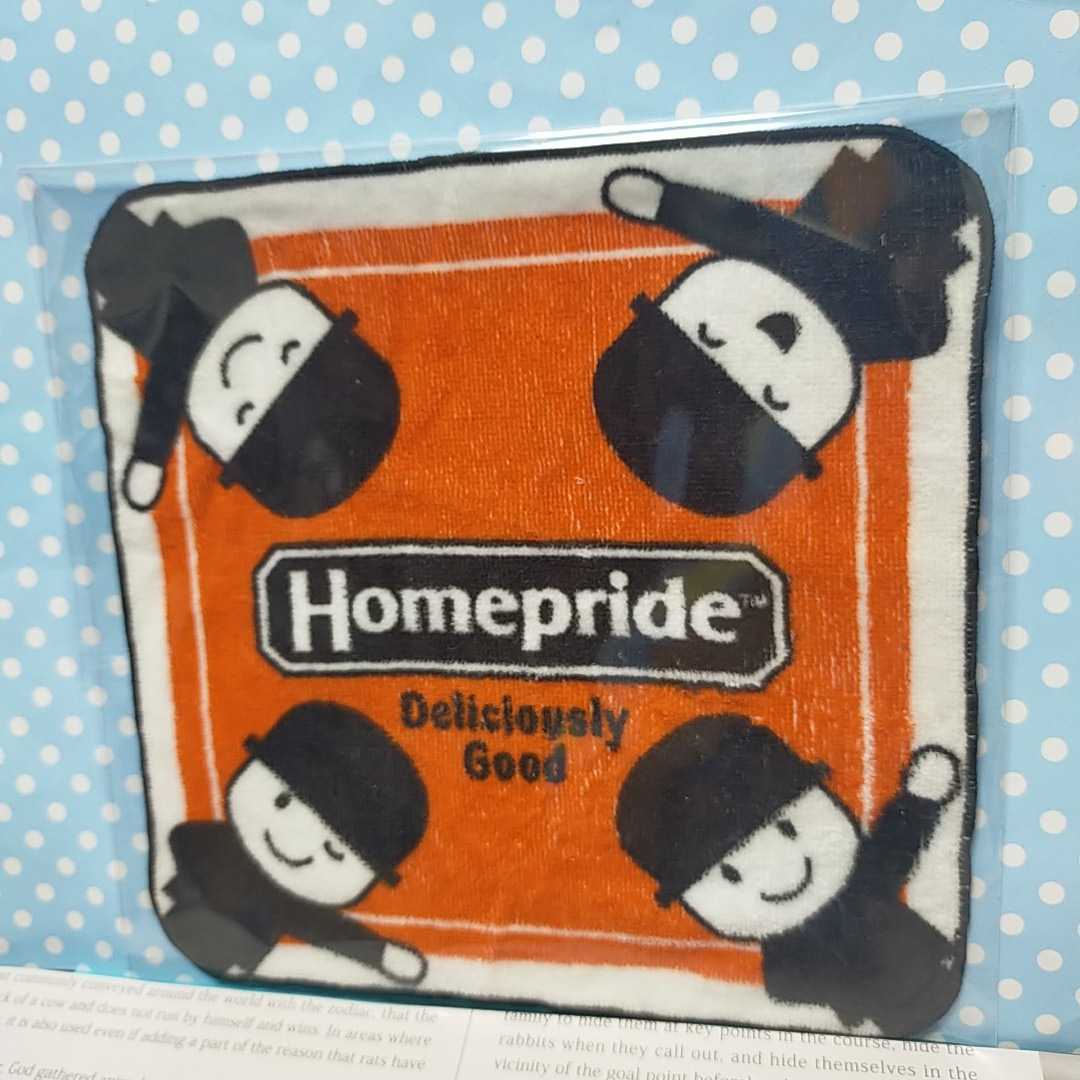 Homepride™
Deliciously
Good
commonly conveyed around the world with the zodiac, that the
of a cow and does not run by himself and wins. In areas where
it is also used even if adding a part of the reason that rats have
God gathered
family to hide them at key points in the course, hide the
rabbits when they call out, and hide themselves in the
vicinity of the goal point